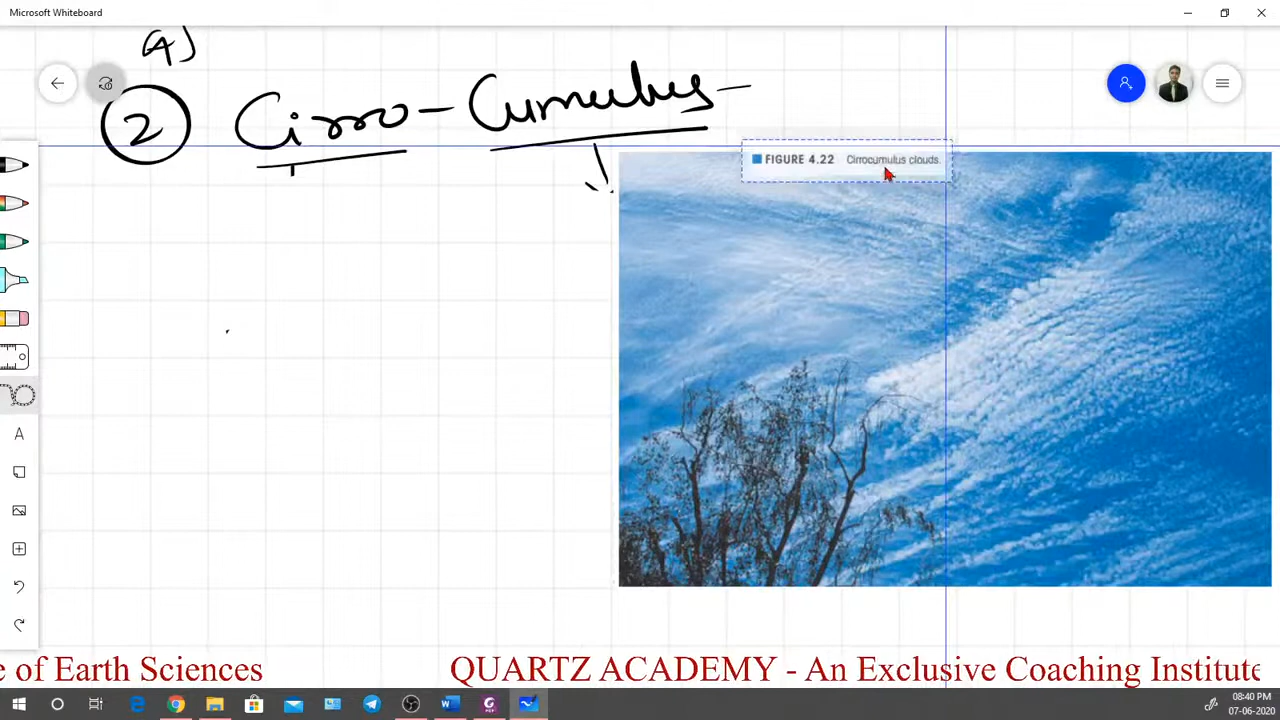 Microsoft Whiteboard
4)
2 Cirro-Cumulus-
FIGURE 4.22 Cirrocumulus clouds.
A
e of Earth Sciences QUARTZ ACADEMY - An Exclusive Coaching Institute
08:40 PM
07-06-2020